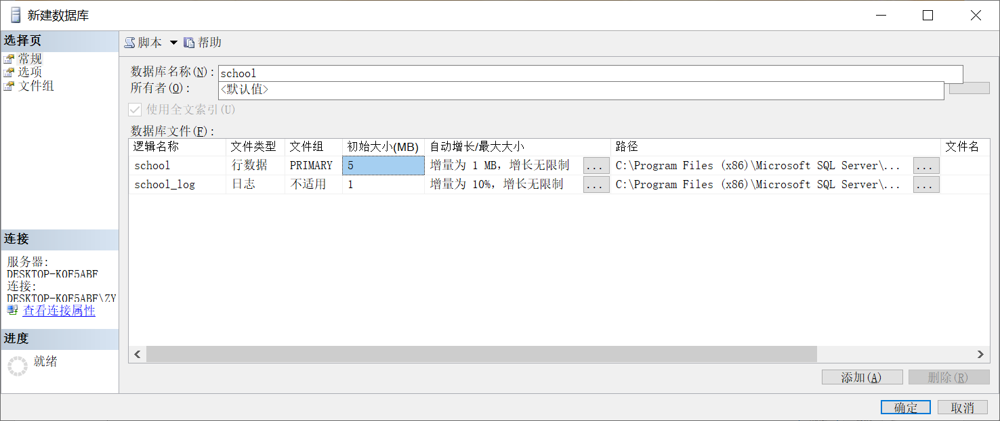 新建数据库
选择页
常规
选项
文件组
脚本 帮助
数据库名称(N): school
所有者(O): <默认值>
使用全文索引(U)
数据库文件(F):
逻辑名称 文件类型 文件组 初始大小(MB) 自动增长/最大大小 路径 文件名
school 行数据 PRIMARY 5 增量为 1 MB，增长无限制 ... C:\Program Files (x86)\Microsoft SQL Server\... ...
school_log 日志 不适用 1 增量为 10%，增长无限制 ... C:\Program Files (x86)\Microsoft SQL Server\... ...
连接
服务器:
DESKTOP-K0F5ABF
连接:
DESKTOP-K0F5ABF\ZY
查看连接属性
进度
就绪
添加(A) 删除(R)
确定 取消